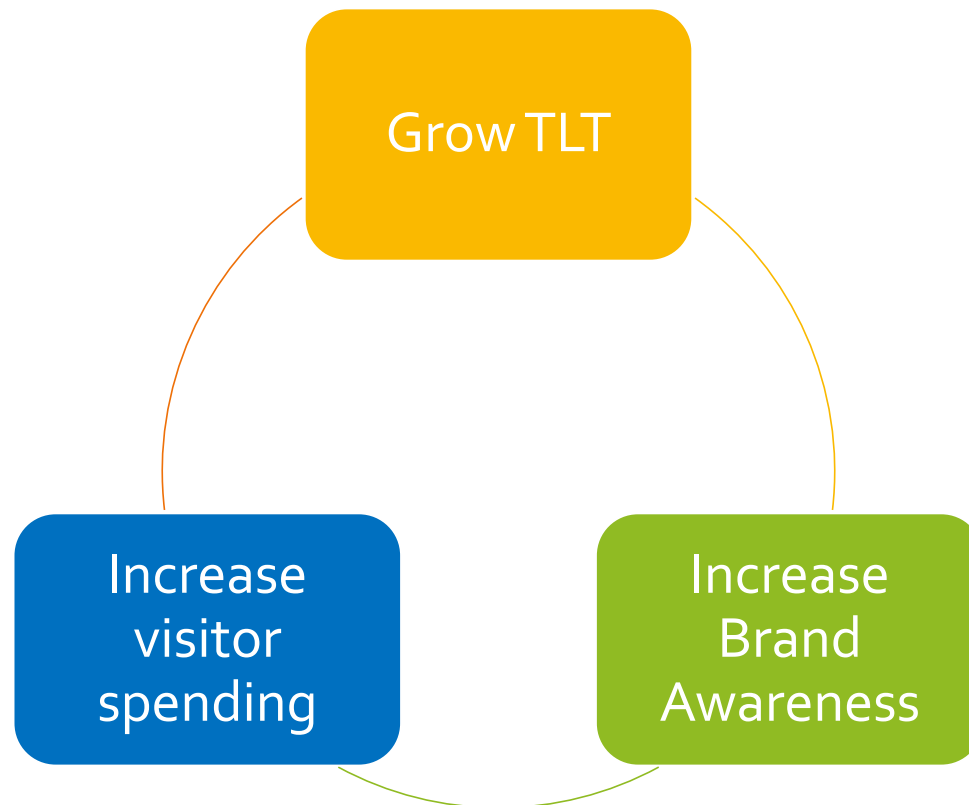 Grow TLT
Increase
visitor
spending
Increase
Brand
Awareness